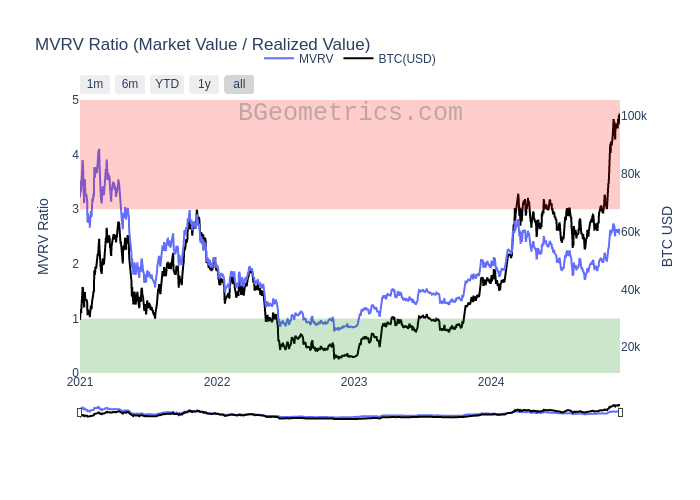 MVRV Ratio (Market Value / Realized Value)
MVRV BTC(USD)
1m 6m YTD 1y all
BGeometrics.com
5
4
3
2
1
0
MVRV Ratio
100k
80k
60k
40k
20k
BTC USD
2021 2022 2023 2024